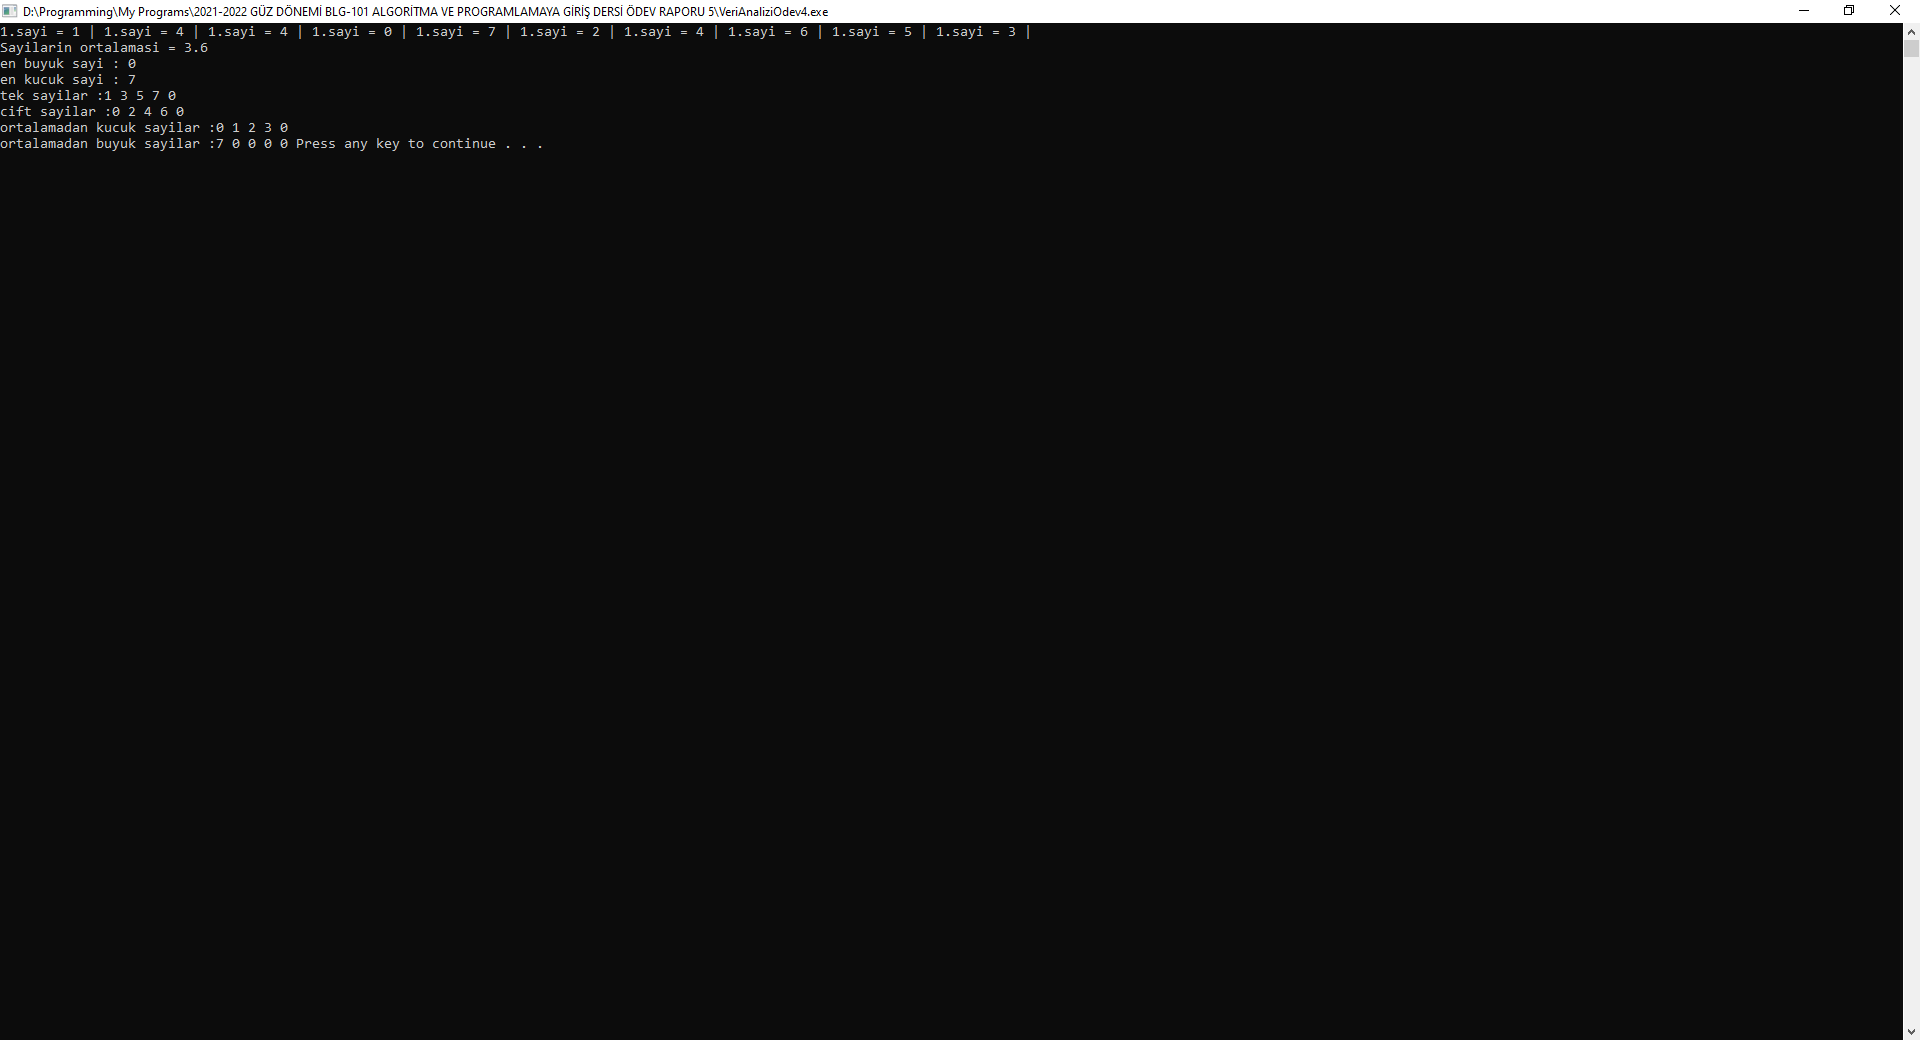 D:\Programming\My Programs\2021-2022 GÜZ DÖNEMİ BLG-101 ALGORİTMA VE PROGRAMLAMAYA GİRİŞ DERSİ ÖDEV RAPORU 5\VeriAnaliziOdev4.exe
1.sayi = 1 | 1.sayi = 4 | 1.sayi = 4 | 1.sayi = 0 | 1.sayi = 7 | 1.sayi = 2 | 1.sayi = 4 | 1.sayi = 6 | 1.sayi = 5 | 1.sayi = 3 |
Sayilarin ortalamasi = 3.6
en buyuk sayi : 0
en kucuk sayi : 7
tek sayilar :1 3 5 7 0
cift sayilar :0 2 4 6 0
ortalamadan kucuk sayilar :0 1 2 3 0
ortalamadan buyuk sayilar :7 0 0 0 0 Press any key to continue . . .